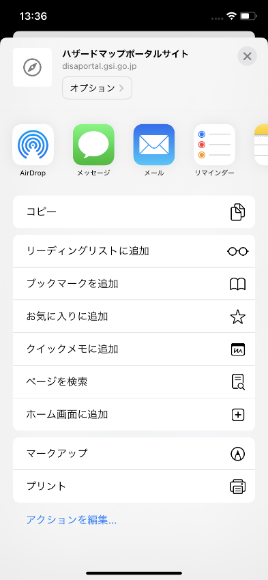 13:36
ハザードマップポータルサイト
disaportal.gsi.go.jp
オプション
AirDrop
メッセージ
メール
リマインダー
コピー
リーディングリストに追加
ブックマークを追加
お気に入りに追加
クイックメモに追加
ページを検索
ホーム画面に追加
マークアップ
プリント
アクションを編集...